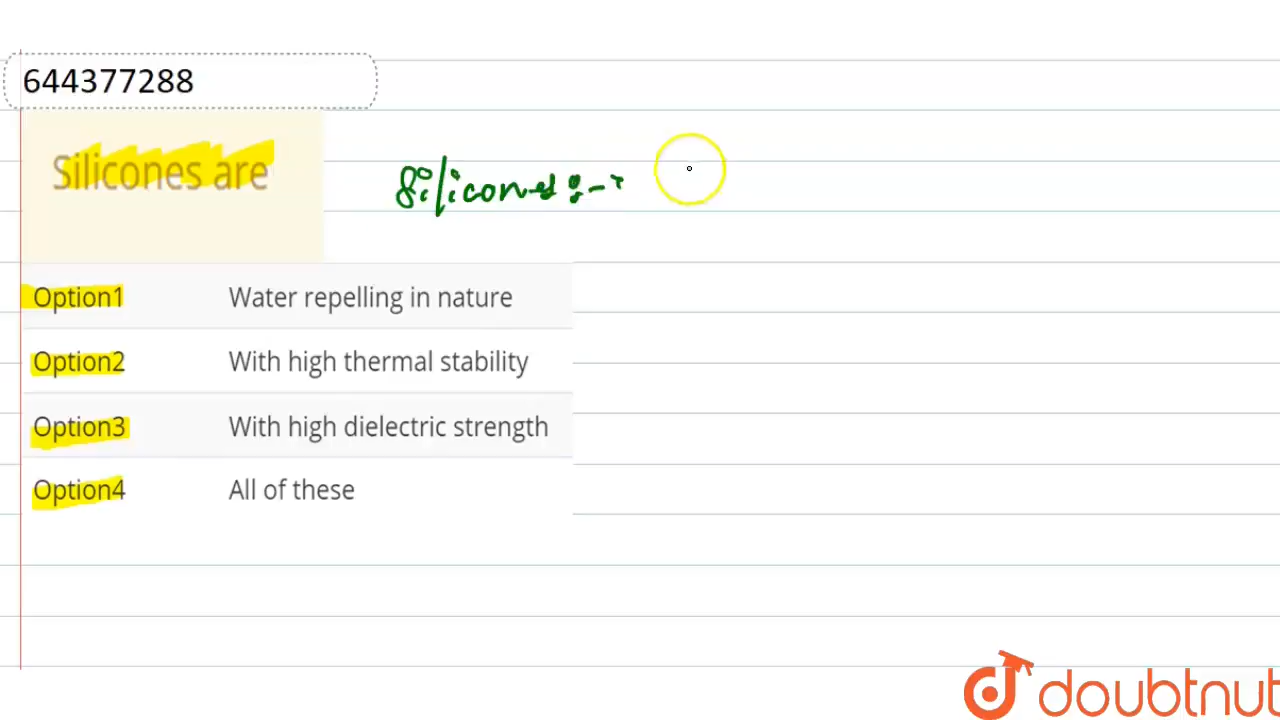 644377288
Silicones are
Silicones :-
Option1 Water repelling in nature
Option2 With high thermal stability
Option3 With high dielectric strength
Option4 All of these
doubtnut